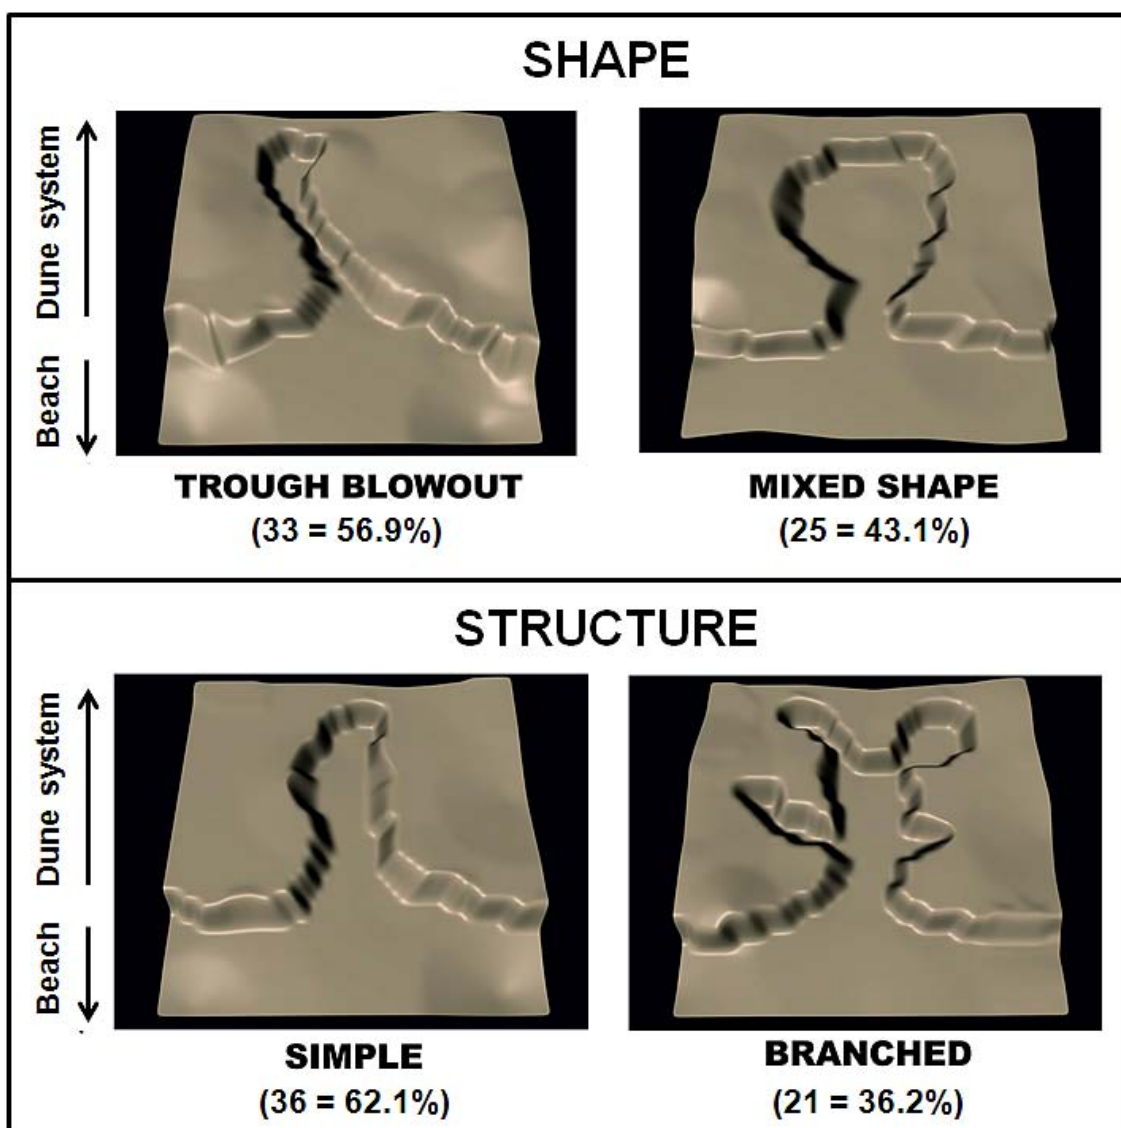 SHAPE
Dune system
Beach
TROUGH BLOWOUT
(33 = 56.9%)
MIXED SHAPE
(25 = 43.1%)
STRUCTURE
Dune system
Beach
SIMPLE
(36 = 62.1%)
BRANCHED
(21 = 36.2%)